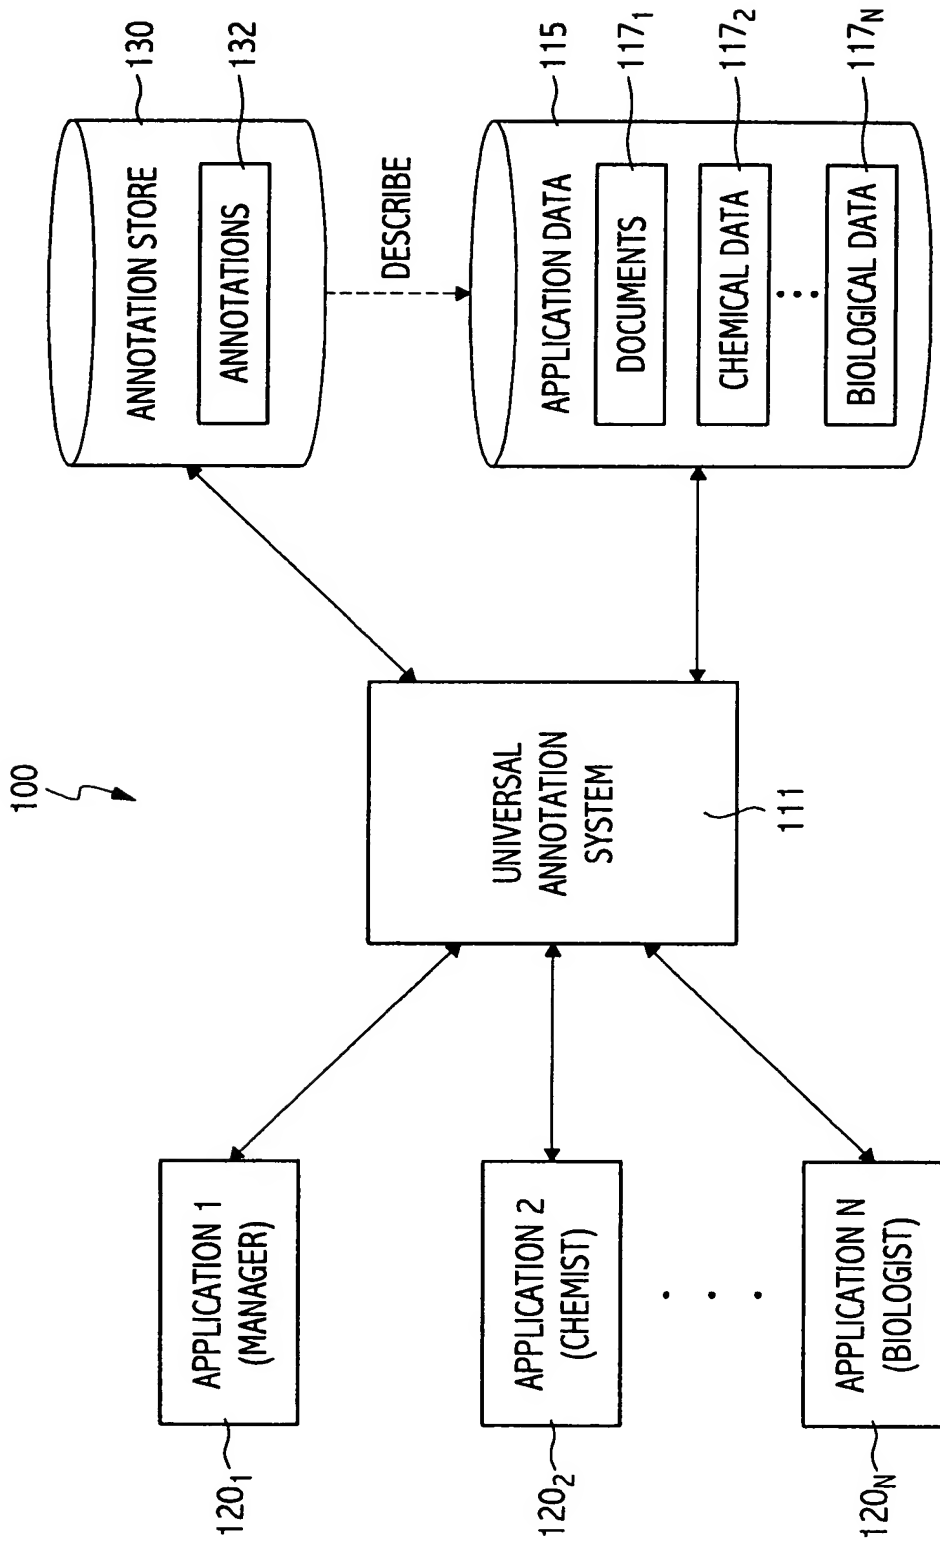 100
APPLICATION 1
(MANAGER)
120₁
APPLICATION 2
(CHEMIST)
120₂
. . .
APPLICATION N
(BIOLOGIST)
120N
UNIVERSAL
ANNOTATION
SYSTEM
111
ANNOTATION STORE
130
ANNOTATIONS
132
DESCRIBE
APPLICATION DATA
115
DOCUMENTS
117₁
CHEMICAL DATA
117₂
...
BIOLOGICAL DATA
117N